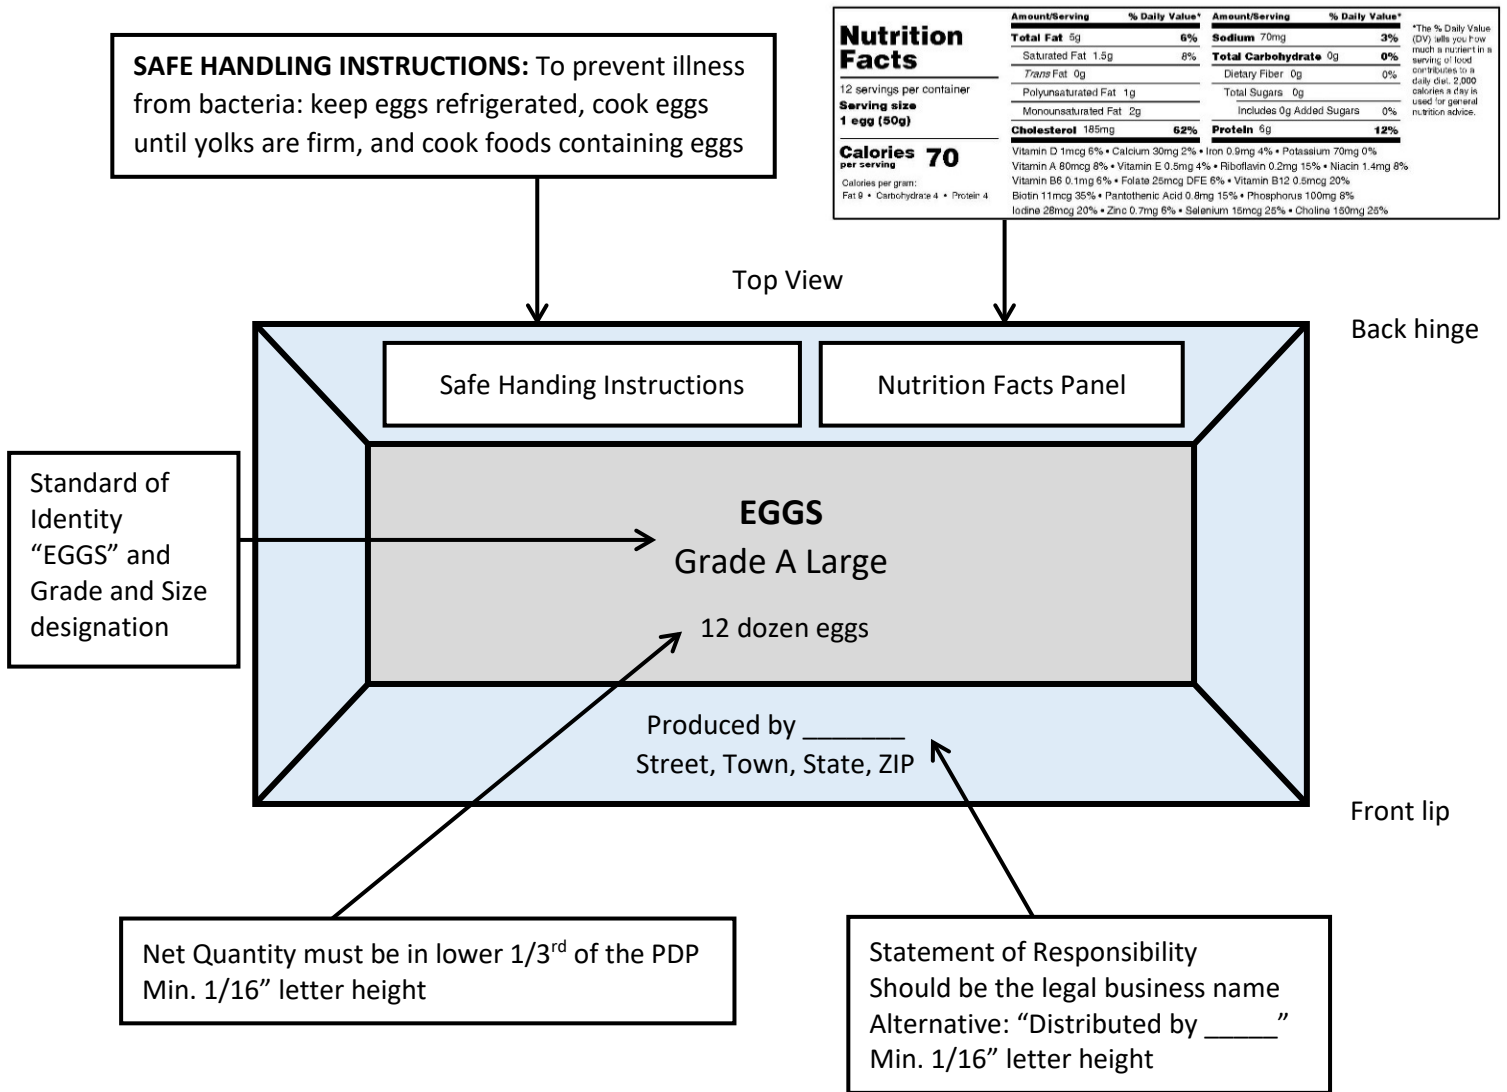 SAFE HANDLING INSTRUCTIONS: To prevent illness
from bacteria: keep eggs refrigerated, cook eggs
until yolks are firm, and cook foods containing eggs
Nutrition
Facts
12 servings per container
Serving size
1 egg (50g)
Calories 70
per serving
Calories per gram:
Fat 9 • Carbohydrate 4 • Protein 4
Amount/Serving % Daily Value*
Total Fat 5g 6%
Saturated Fat 1.5g 8%
Trans Fat 0g
Polyunsaturated Fat 1g
Monounsaturated Fat 2g
Cholesterol 185mg 62%
Amount/Serving % Daily Value*
Sodium 70mg 3%
Total Carbohydrate 0g 0%
Dietary Fiber 0g 0%
Total Sugars 0g
Includes 0g Added Sugars 0%
Protein 6g 12%
*The % Daily Value
(DV) tells you how
much a nutrient in a
serving of food
contributes to a
daily diet. 2,000
calories a day is
used for general
nutrition advice.
Vitamin D 1mcg 6% • Calcium 30mg 2% • Iron 0.9mg 4% • Potassium 70mg 0%
Vitamin A 80mcg 8% • Vitamin E 0.5mg 4% • Riboflavin 0.2mg 15% • Niacin 1.4mg 8%
Vitamin B6 0.1mg 6% • Folate 25mcg DFE 6% • Vitamin B12 0.5mcg 20%
Biotin 11mcg 35% • Pantothenic Acid 0.8mg 15% • Phosphorus 100mg 8%
Iodine 28mcg 20% • Zinc 0.7mg 6% • Selenium 15mcg 25% • Choline 150mg 25%
Top View
Back hinge
Safe Handing Instructions
Nutrition Facts Panel
Standard of
Identity
“EGGS” and
Grade and Size
designation
EGGS
Grade A Large
12 dozen eggs
Produced by _______
Street, Town, State, ZIP
Front lip
Net Quantity must be in lower 1/3rd of the PDP
Min. 1/16” letter height
Statement of Responsibility
Should be the legal business name
Alternative: “Distributed by _____”
Min. 1/16” letter height